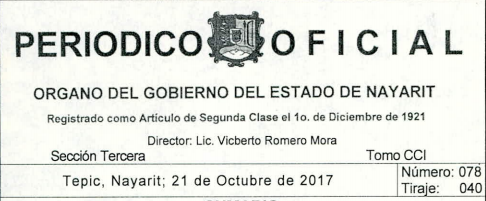 PERIODICO OFICIAL
ORGANO DEL GOBIERNO DEL ESTADO DE NAYARIT
Registrado como Artículo de Segunda Clase el 1o. de Diciembre de 1921
Director: Lic. Vicberto Romero Mora
Sección Tercera Tomo CCI
Tepic, Nayarit; 21 de Octubre de 2017
Número: 078
Tiraje: 040